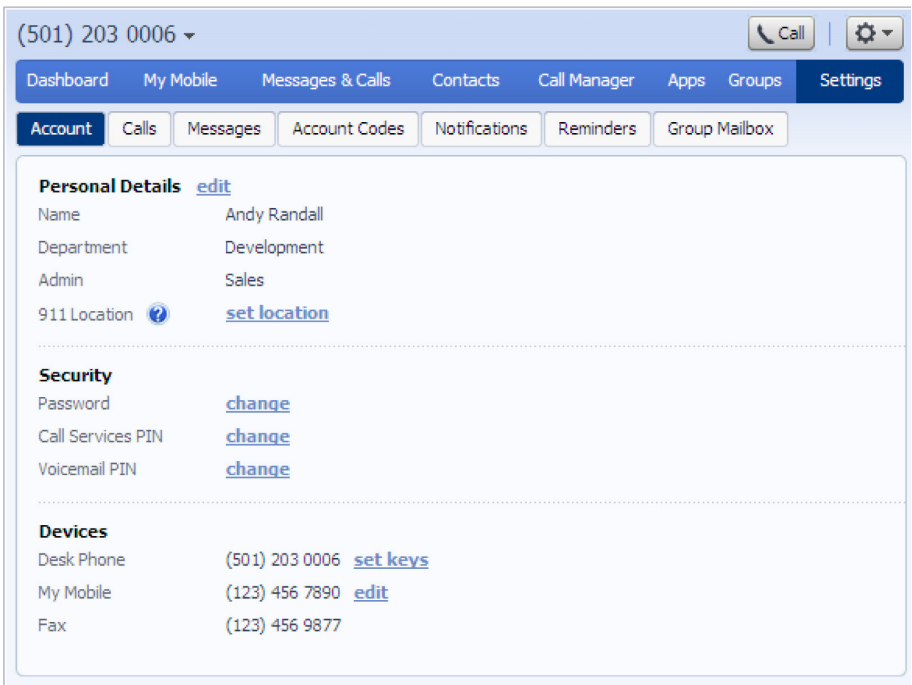 (501) 203 0006 Call
Dashboard My Mobile Messages & Calls Contacts Call Manager Apps Groups Settings
Account Calls Messages Account Codes Notifications Reminders Group Mailbox
Personal Details edit
Name Andy Randall
Department Development
Admin Sales
911 Location ? set location
Security
Password change
Call Services PIN change
Voicemail PIN change
Devices
Desk Phone (501) 203 0006 set keys
My Mobile (123) 456 7890 edit
Fax (123) 456 9877